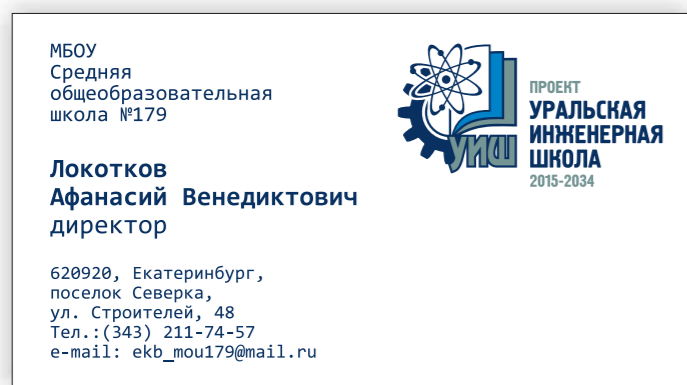 МБОУ
Средняя
общеобразовательная
школа №179
Локотков
Афанасий Венедиктович
директор
620920, Екатеринбург,
поселок Северка,
ул. Строителей, 48
Тел.:(343) 211-74-57
e-mail: ekb_mou179@mail.ru
УИШ
ПРОЕКТ
УРАЛЬСКАЯ
ИНЖЕНЕРНАЯ
ШКОЛА
2015-2034